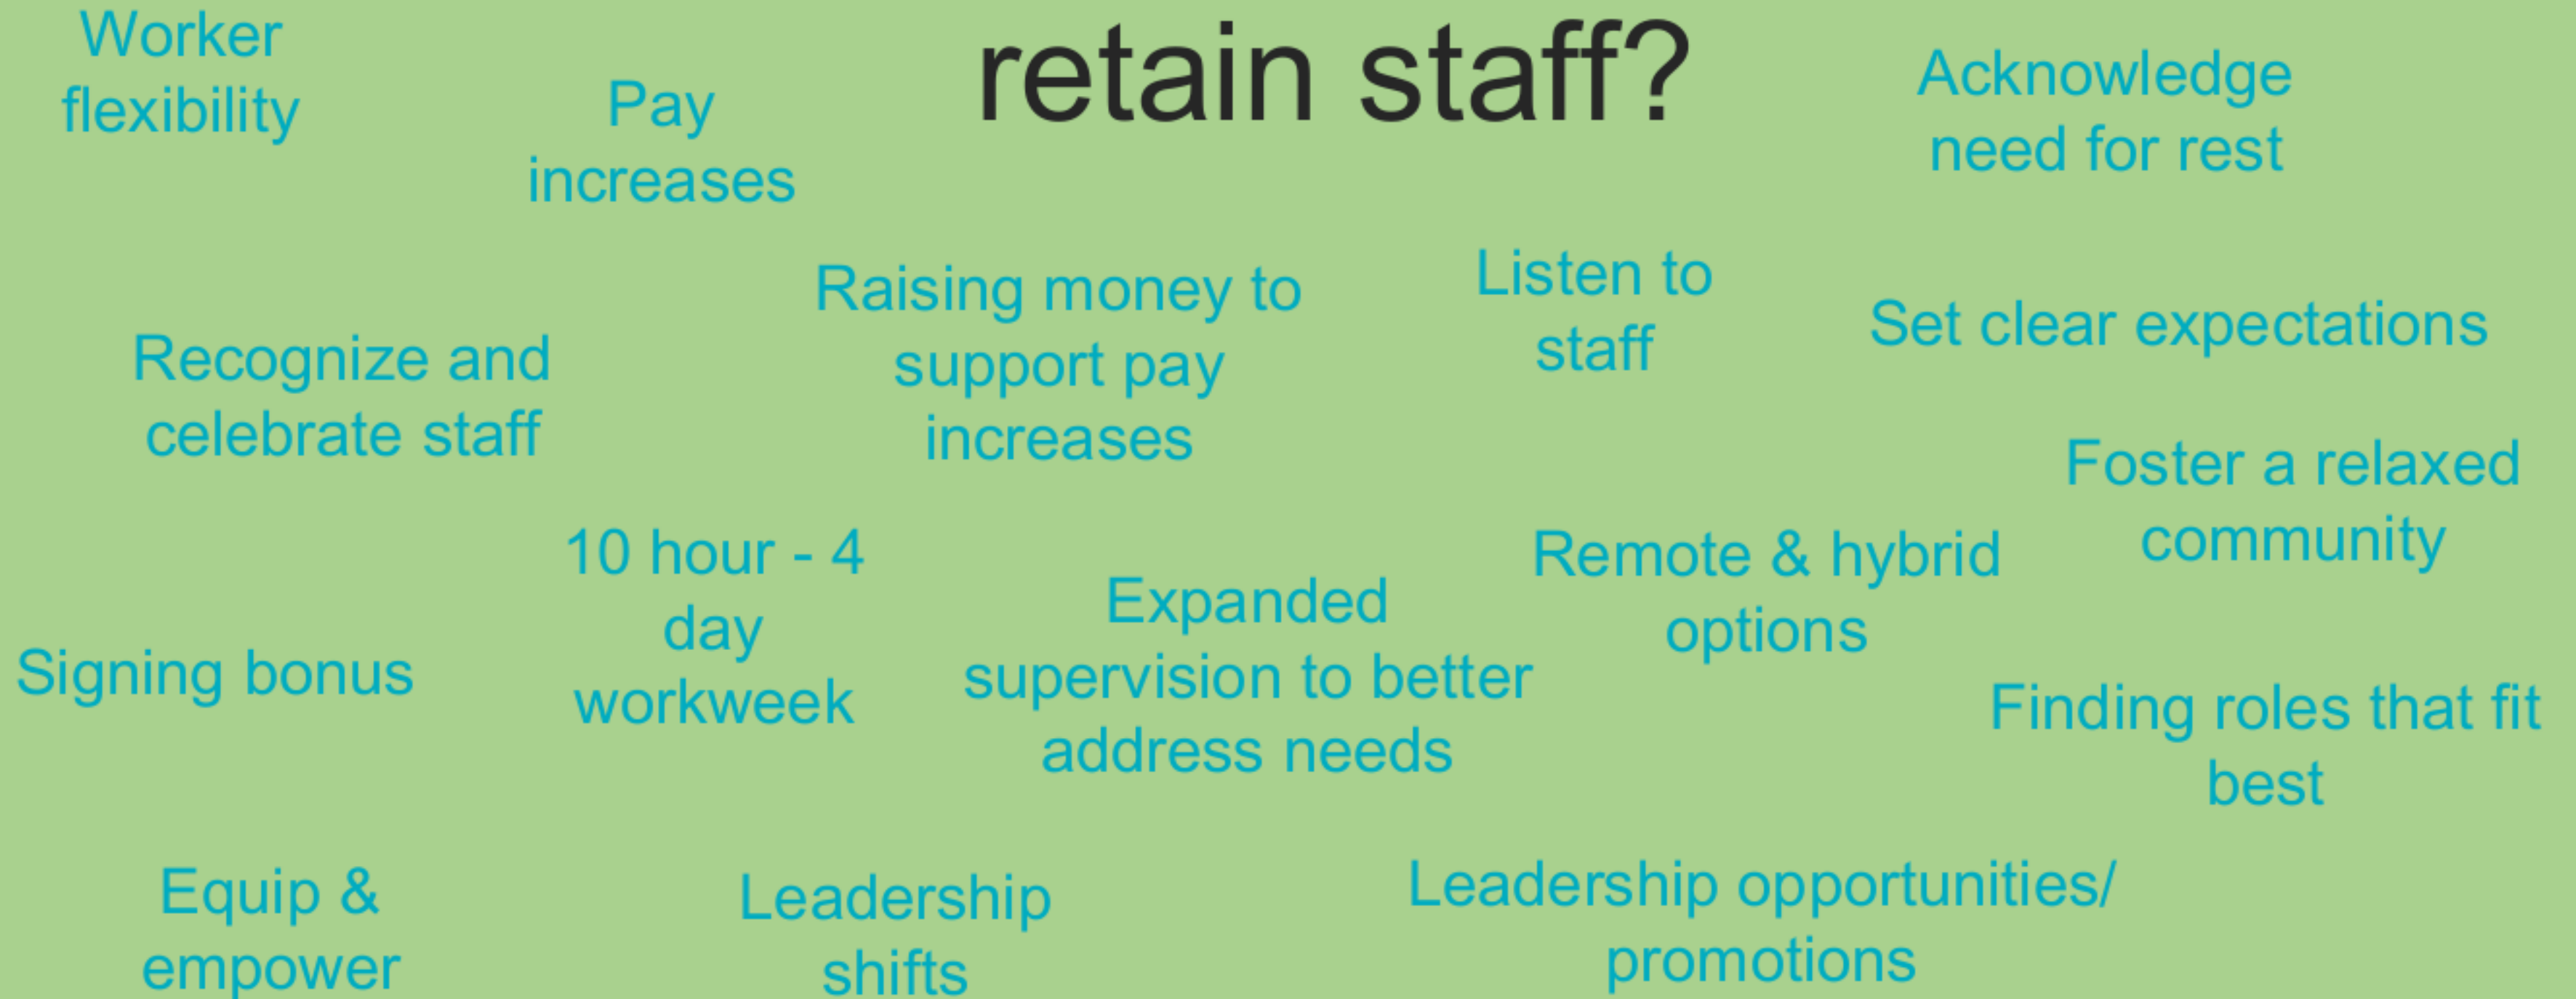 retain staff?
Worker
flexibility
Pay
increases
Acknowledge
need for rest
Recognize and
celebrate staff
Raising money to
support pay
increases
Listen to
staff
Set clear expectations
Foster a relaxed
community
Signing bonus
10 hour - 4
day
workweek
Expanded
supervision to better
address needs
Remote & hybrid
options
Finding roles that fit
best
Equip &
empower
Leadership
shifts
Leadership opportunities/
promotions